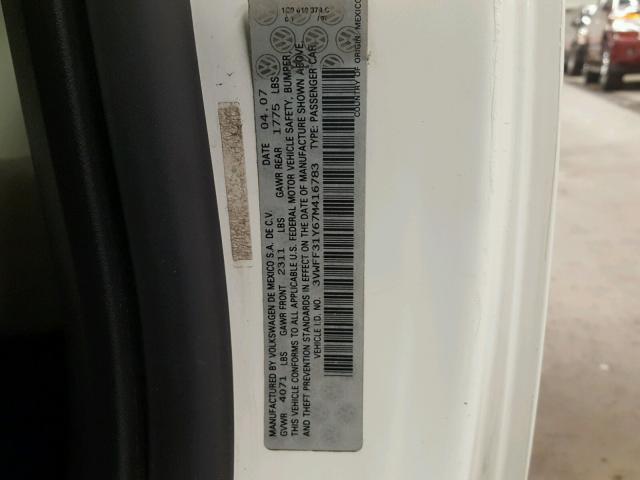 MANUFACTURED BY VOLKSWAGEN DE MEXICO S.A. DE C.V. DATE 04.07
GVWR 4071 LBS GAWR FRONT 2311 LBS GAWR REAR 1775 LBS
THIS VEHICLE CONFORMS TO ALL APPLICABLE U.S. FEDERAL MOTOR VEHICLE SAFETY, BUMPER,
AND THEFT PREVENTION STANDARDS IN EFFECT ON THE DATE OF MANUFACTURE SHOWN ABOVE
VEHICLE I.D. NO. 3VWFF31Y67M416783 TYPE: PASSENGER CAR
COUNTRY OF ORIGIN: MEXICO